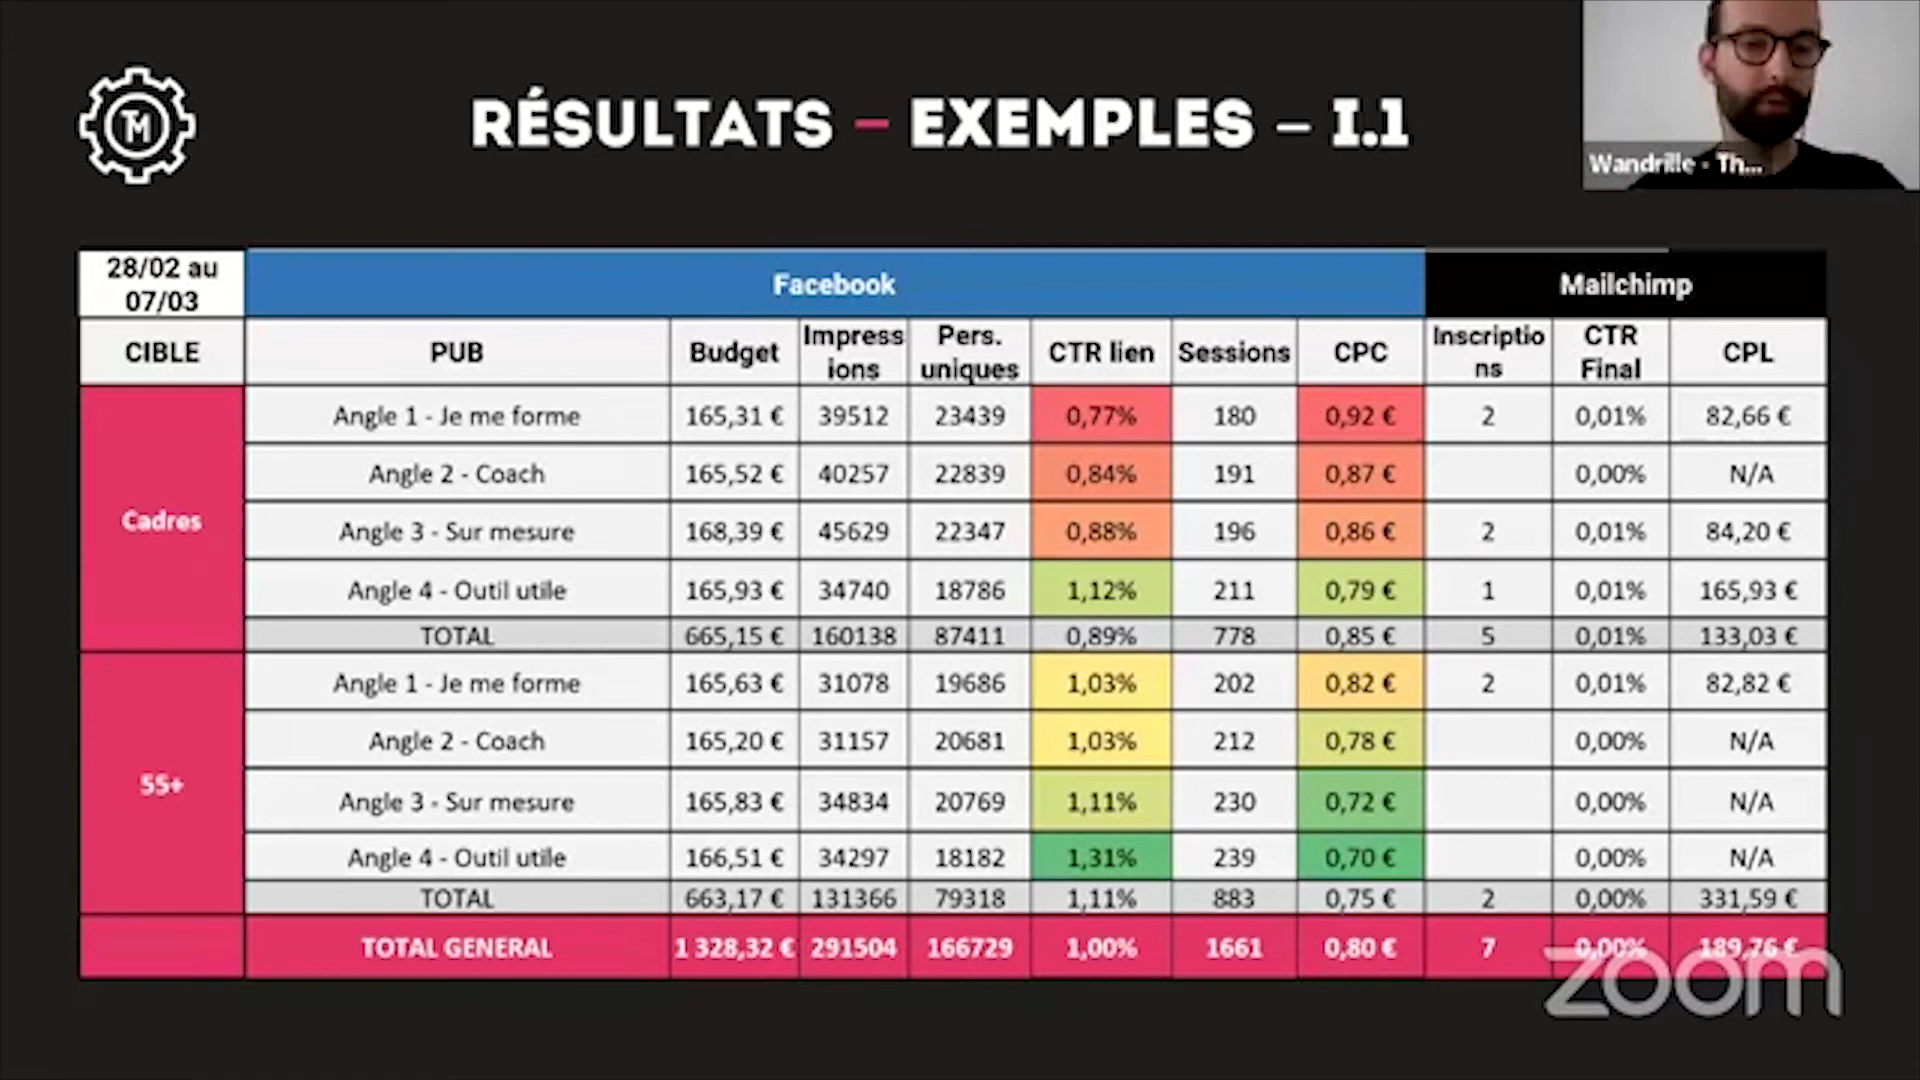 TM
RÉSULTATS – EXEMPLES – I.1
Wandrille - Th...
28/02 au 07/03 Facebook Mailchimp
CIBLE PUB Budget Impressions Pers. uniques CTR lien Sessions CPC Inscriptions CTR Final CPL
Cadres
Angle 1 - Je me forme 165,31 € 39512 23439 0,77% 180 0,92 € 2 0,01% 82,66 €
Angle 2 - Coach 165,52 € 40257 22839 0,84% 191 0,87 € 0,00% N/A
Angle 3 - Sur mesure 168,39 € 45629 22347 0,88% 196 0,86 € 2 0,01% 84,20 €
Angle 4 - Outil utile 165,93 € 34740 18786 1,12% 211 0,79 € 1 0,01% 165,93 €
TOTAL 665,15 € 160138 87411 0,89% 778 0,85 € 5 0,01% 133,03 €
55+
Angle 1 - Je me forme 165,63 € 31078 19686 1,03% 202 0,82 € 2 0,01% 82,82 €
Angle 2 - Coach 165,20 € 31157 20681 1,03% 212 0,78 € 0,00% N/A
Angle 3 - Sur mesure 165,83 € 34834 20769 1,11% 230 0,72 € 0,00% N/A
Angle 4 - Outil utile 166,51 € 34297 18182 1,31% 239 0,70 € 0,00% N/A
TOTAL 663,17 € 131366 79318 1,11% 883 0,75 € 2 0,00% 331,59 €
TOTAL GENERAL 1 328,32 € 291504 166729 1,00% 1661 0,80 € 7 0,00% 189,76 €
zoom